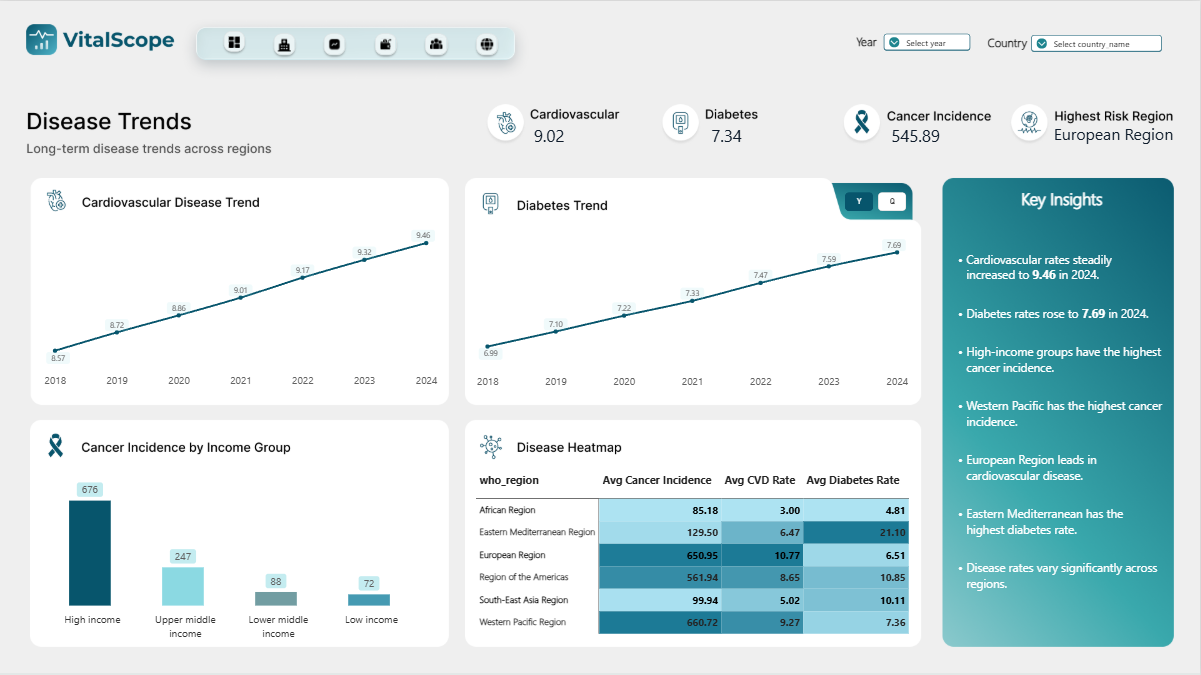 VitalScope
Year
Select year
Country
Select country_name
Disease Trends
Long-term disease trends across regions
Cardiovascular
9.02
Diabetes
7.34
Cancer Incidence
545.89
Highest Risk Region
European Region
Cardiovascular Disease Trend
8.57
8.72
8.86
9.01
9.17
9.32
9.46
2018 2019 2020 2021 2022 2023 2024
Diabetes Trend
Y
Q
6.99
7.10
7.22
7.33
7.47
7.59
7.69
2018 2019 2020 2021 2022 2023 2024
Cancer Incidence by Income Group
676
247
88
72
High income
Upper middle
income
Lower middle
income
Low income
Disease Heatmap
who_region Avg Cancer Incidence Avg CVD Rate Avg Diabetes Rate
African Region 85.18 3.00 4.81
Eastern Mediterranean Region 129.50 6.47 21.10
European Region 650.95 10.77 6.51
Region of the Americas 561.94 8.65 10.85
South-East Asia Region 99.94 5.02 10.11
Western Pacific Region 660.72 9.27 7.36
Key Insights
• Cardiovascular rates steadily
increased to 9.46 in 2024.
• Diabetes rates rose to 7.69 in 2024.
• High-income groups have the highest
cancer incidence.
• Western Pacific has the highest cancer
incidence.
• European Region leads in
cardiovascular disease.
• Eastern Mediterranean has the
highest diabetes rate.
• Disease rates vary significantly across
regions.